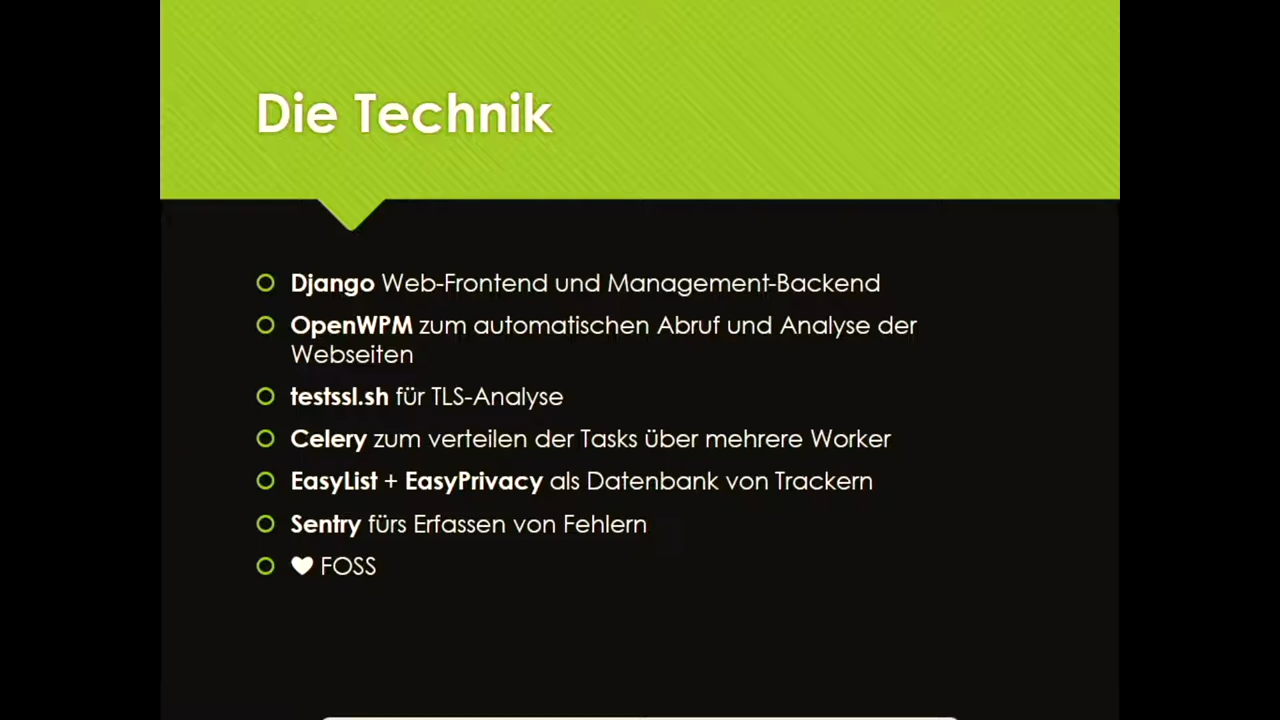 Die Technik
Django Web-Frontend und Management-Backend
OpenWPM zum automatischen Abruf und Analyse der
Webseiten
testssl.sh für TLS-Analyse
Celery zum verteilen der Tasks über mehrere Worker
EasyList + EasyPrivacy als Datenbank von Trackern
Sentry fürs Erfassen von Fehlern
♥ FOSS